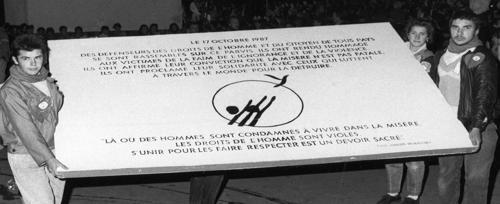 LE 17 OCTOBRE 1987
DES DÉFENSEURS DES DROITS DE L'HOMME ET DU CITOYEN DE TOUS PAYS
SE SONT RASSEMBLÉS SUR CE PARVIS. ILS ONT RENDU HOMMAGE
AUX VICTIMES DE LA FAIM, DE L'IGNORANCE ET DE LA VIOLENCE.
ILS ONT AFFIRMÉ LEUR CONVICTION QUE LA MISÈRE N'EST PAS FATALE.
ILS ONT PROCLAMÉ LEUR SOLIDARITÉ AVEC CEUX QUI LUTTENT
À TRAVERS LE MONDE POUR LA DÉTRUIRE.
"LÀ OÙ DES HOMMES SONT CONDAMNÉS À VIVRE DANS LA MISÈRE,
LES DROITS DE L'HOMME SONT VIOLÉS.
S'UNIR POUR LES FAIRE RESPECTER EST UN DEVOIR SACRÉ."